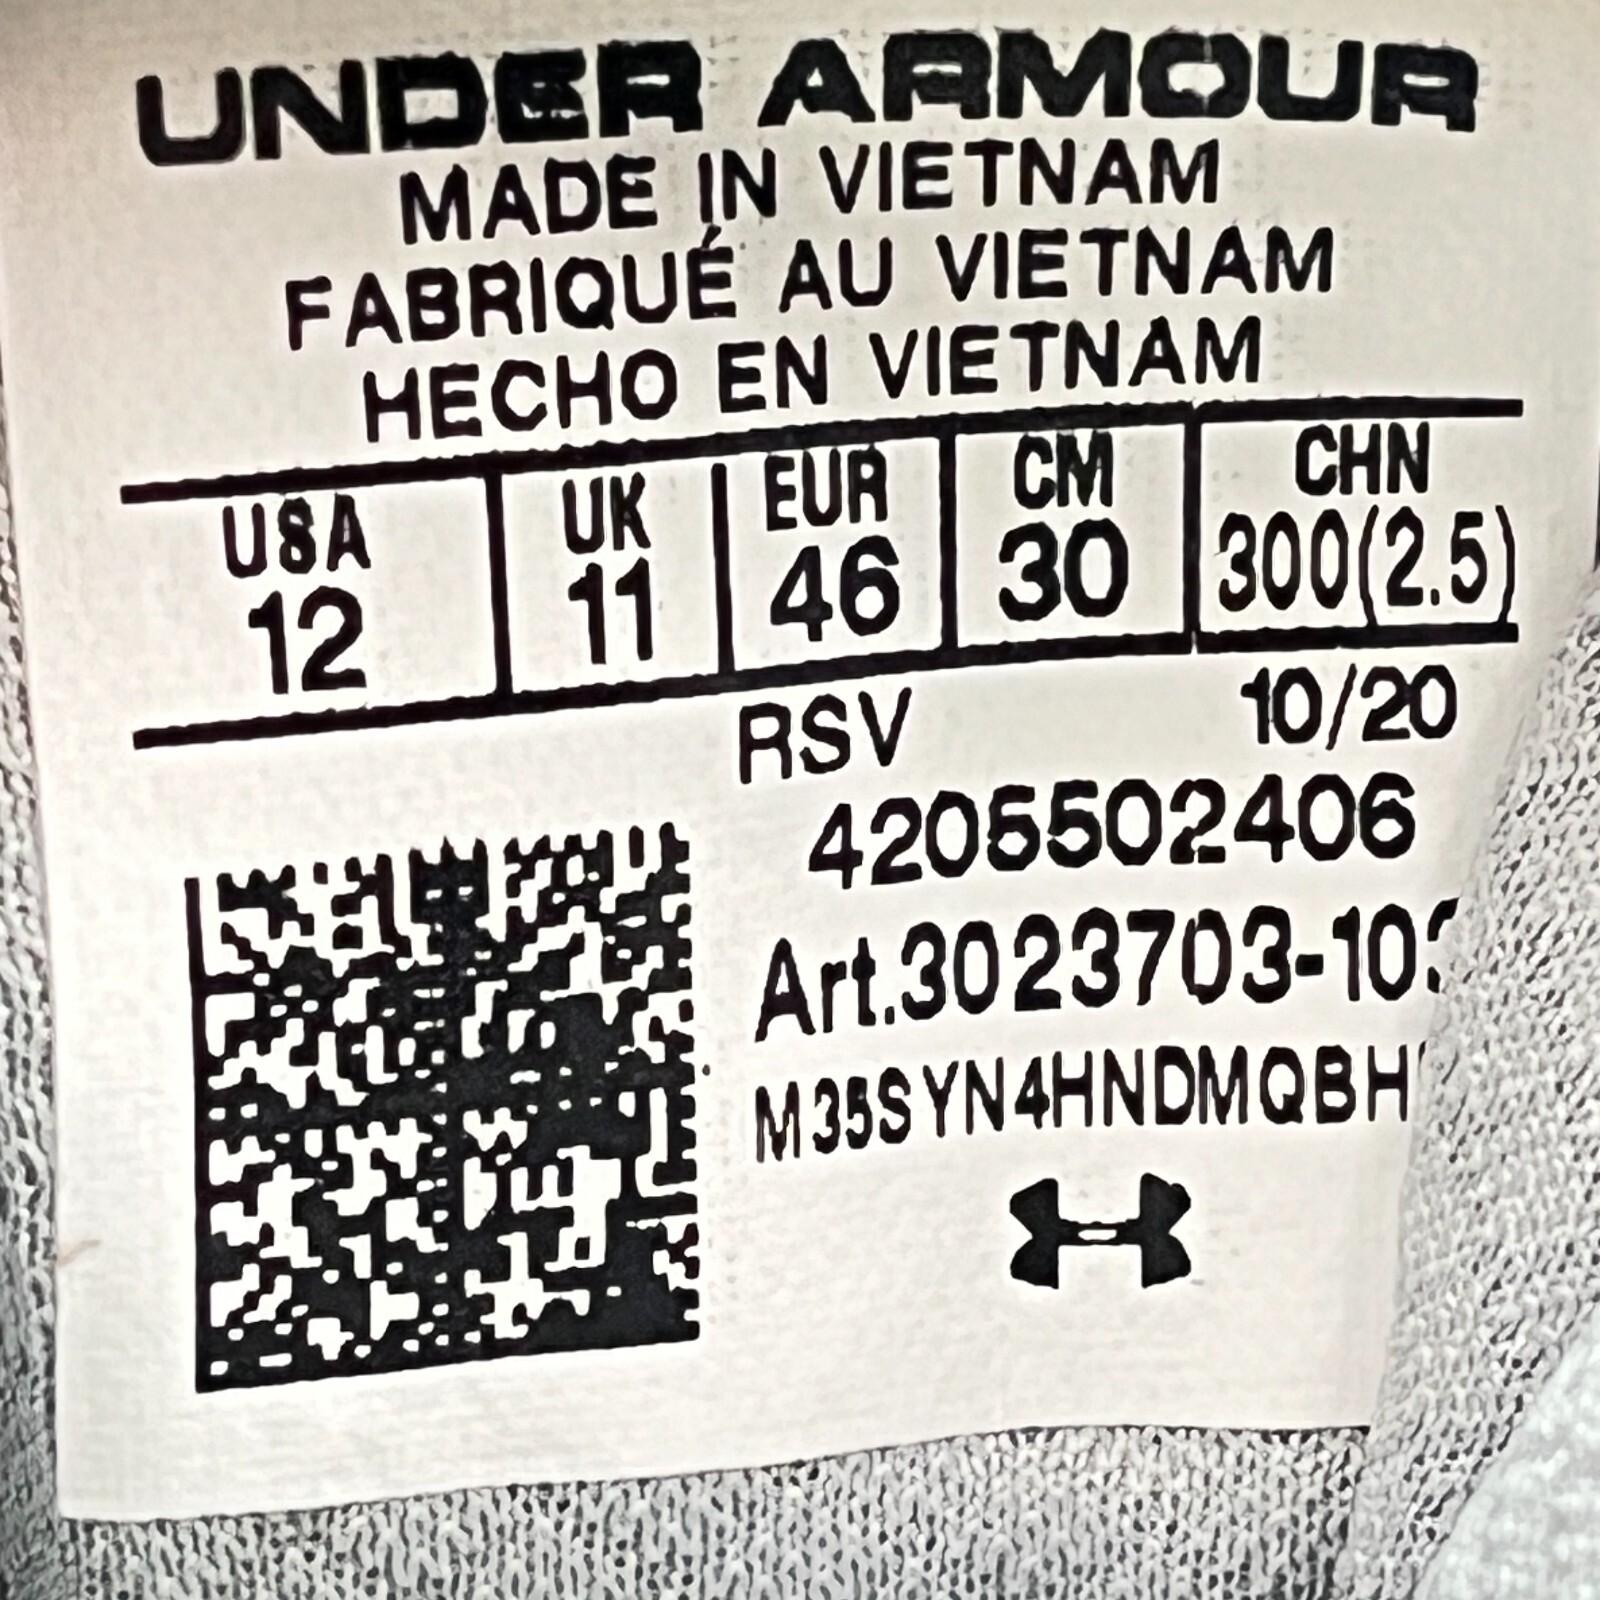 UNDER ARMOUR
MADE IN VIETNAM
FABRIQUÉ AU VIETNAM
HECHO EN VIETNAM
USA UK EUR CM CHN
12 11 46 30 300(2.5)
RSV 10/20
4205502406